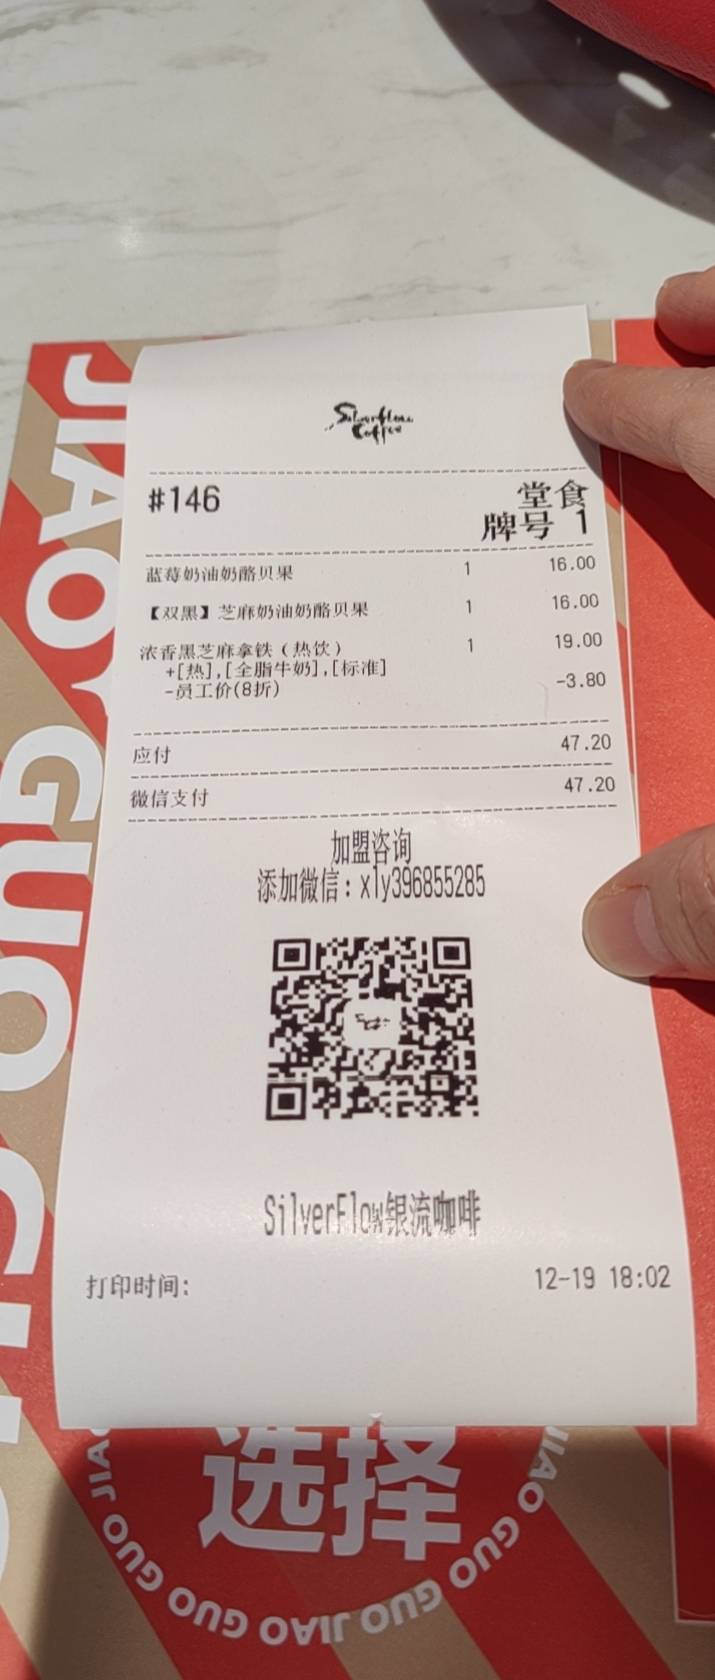 Silverflow
Coffee
#146
堂食
牌号 1
蓝莓奶油奶酪贝果 1 16.00
【双黑】芝麻奶油奶酪贝果 1 16.00
浓香黑芝麻拿铁（热饮） 1 19.00
+[热],[全脂牛奶],[标准]
-员工价(8折) -3.80
应付 47.20
微信支付 47.20
加盟咨询
添加微信：xly396855285
SilverFlow银流咖啡
打印时间: 12-19 18:02
JIAO GUO
选择
JIAO GUO GUO JIAO GUO GUO JIAO